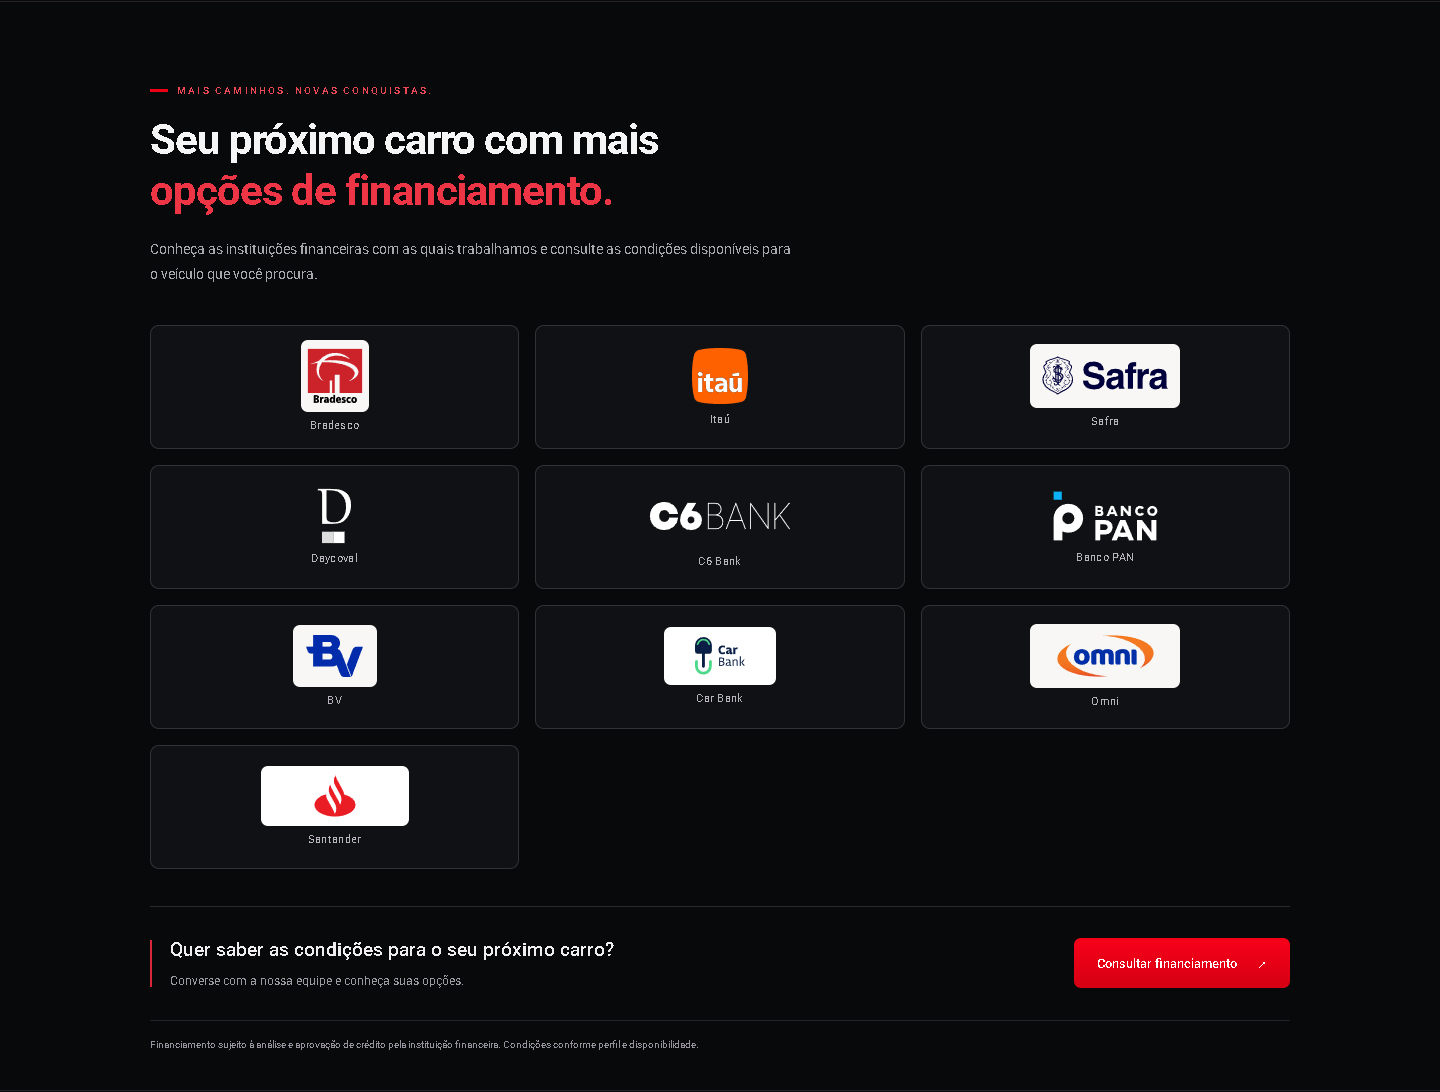 MAIS CAMINHOS. NOVAS CONQUISTAS.
Seu próximo carro com mais
opções de financiamento.
Conheça as instituições financeiras com as quais trabalhamos e consulte as condições disponíveis para
o veículo que você procura.
Bradesco
Bradesco
itaú
Itaú
Safra
Safra
D
Daycoval
C6 BANK
C6 Bank
BANCO
PAN
Banco PAN
BV
BV
Car
Bank
Car Bank
omni
Omni
Santander
Quer saber as condições para o seu próximo carro?
Converse com a nossa equipe e conheça suas opções.
Consultar financiamento ↗
Financiamento sujeito à análise e aprovação de crédito pela instituição financeira. Condições conforme perfil e disponibilidade.